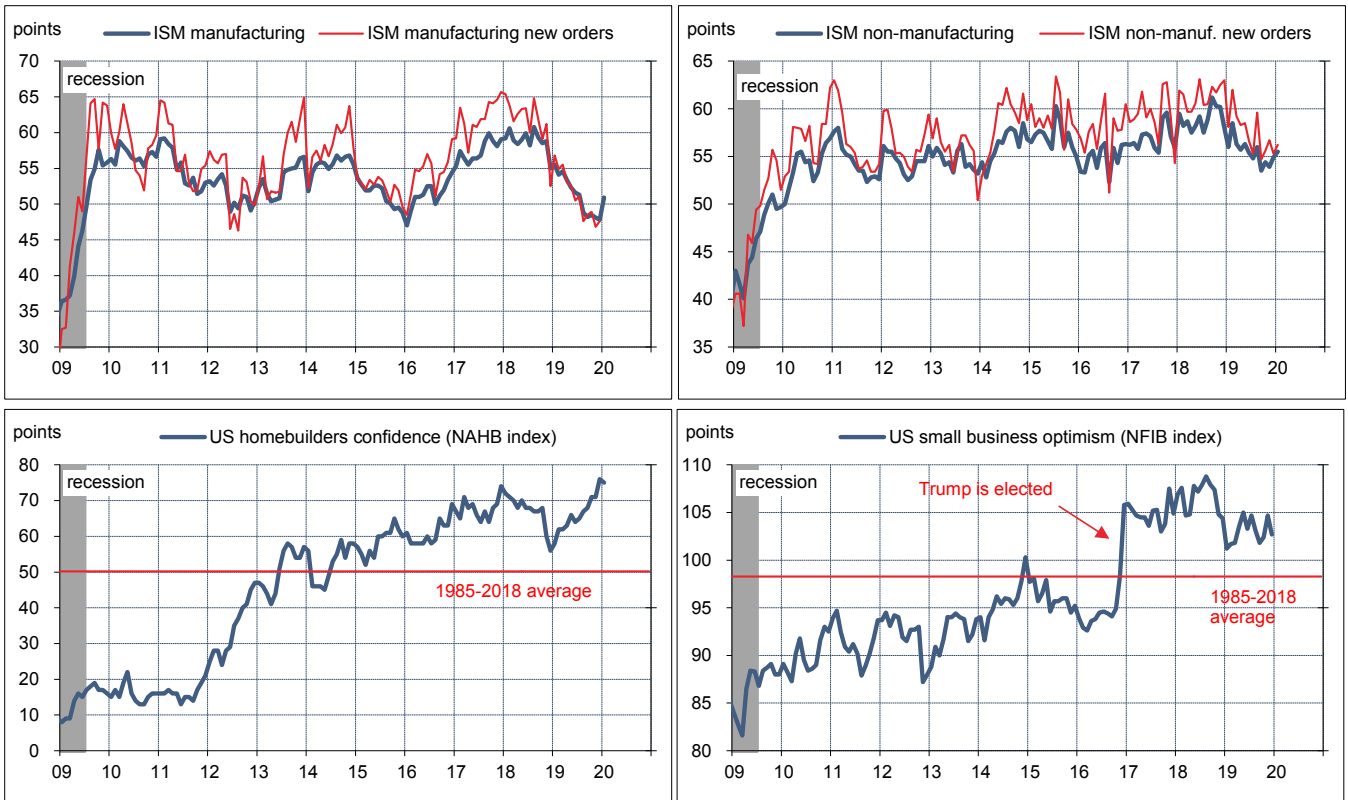 points
ISM manufacturing
ISM manufacturing new orders
70
65
60
55
50
45
40
35
30
recession
09 10 11 12 13 14 15 16 17 18 19 20
points
ISM non-manufacturing
ISM non-manuf. new orders
65
60
55
50
45
40
35
recession
09 10 11 12 13 14 15 16 17 18 19 20
points
US homebuilders confidence (NAHB index)
80
70
60
50
40
30
20
10
0
recession
1985-2018 average
09 10 11 12 13 14 15 16 17 18 19 20
points
US small business optimism (NFIB index)
110
105
100
95
90
85
80
recession
Trump is elected
1985-2018
average
09 10 11 12 13 14 15 16 17 18 19 20